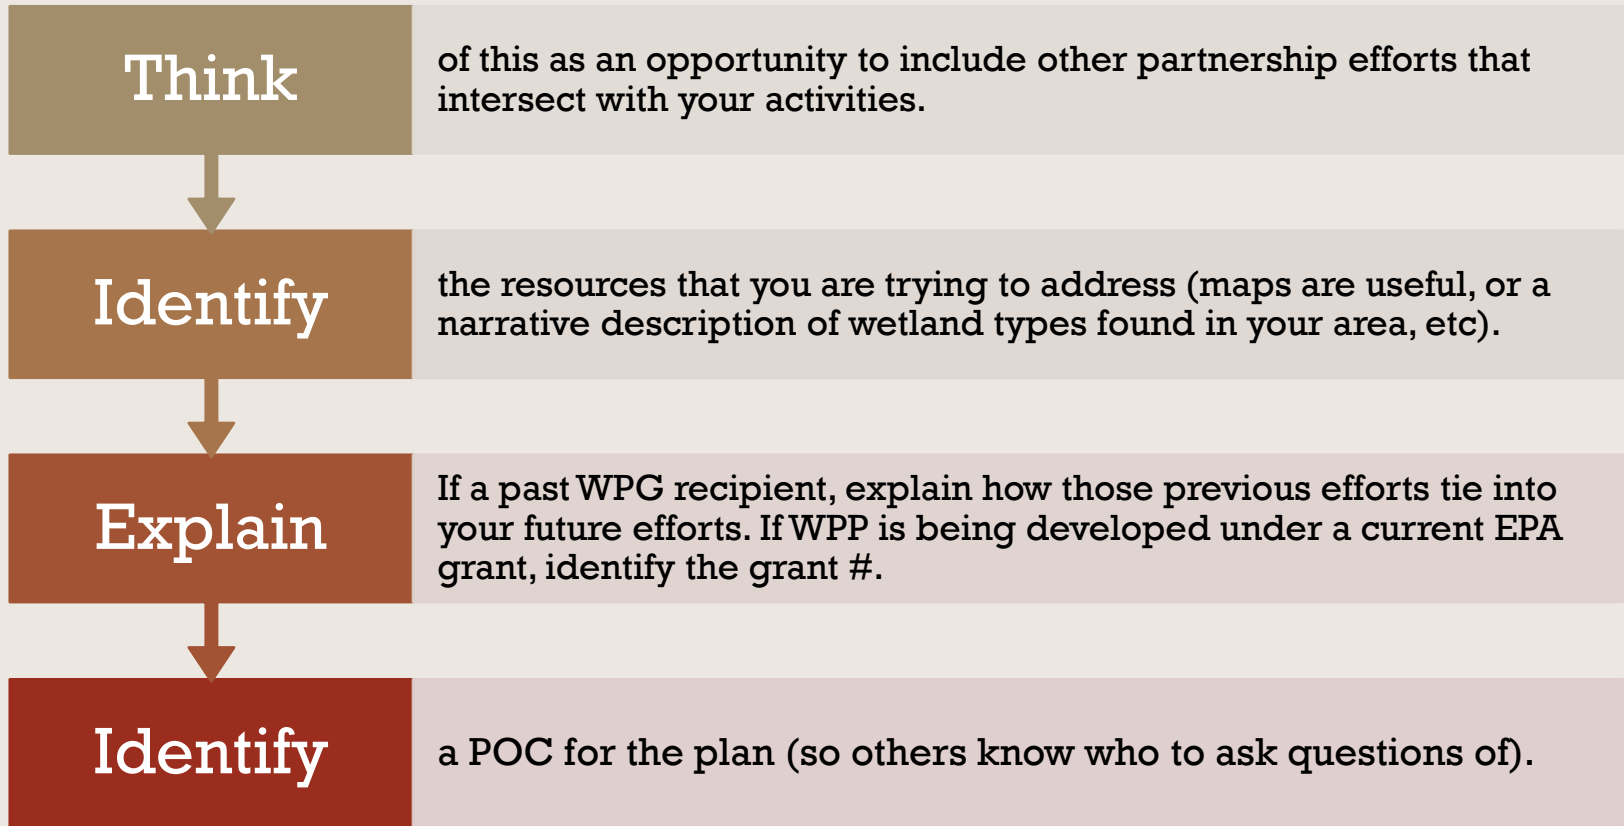 Think
of this as an opportunity to include other partnership efforts that
intersect with your activities.
Identify
the resources that you are trying to address (maps are useful, or a
narrative description of wetland types found in your area, etc).
Explain
If a past WPG recipient, explain how those previous efforts tie into
your future efforts. If WPP is being developed under a current EPA
grant, identify the grant #.
Identify
a POC for the plan (so others know who to ask questions of).